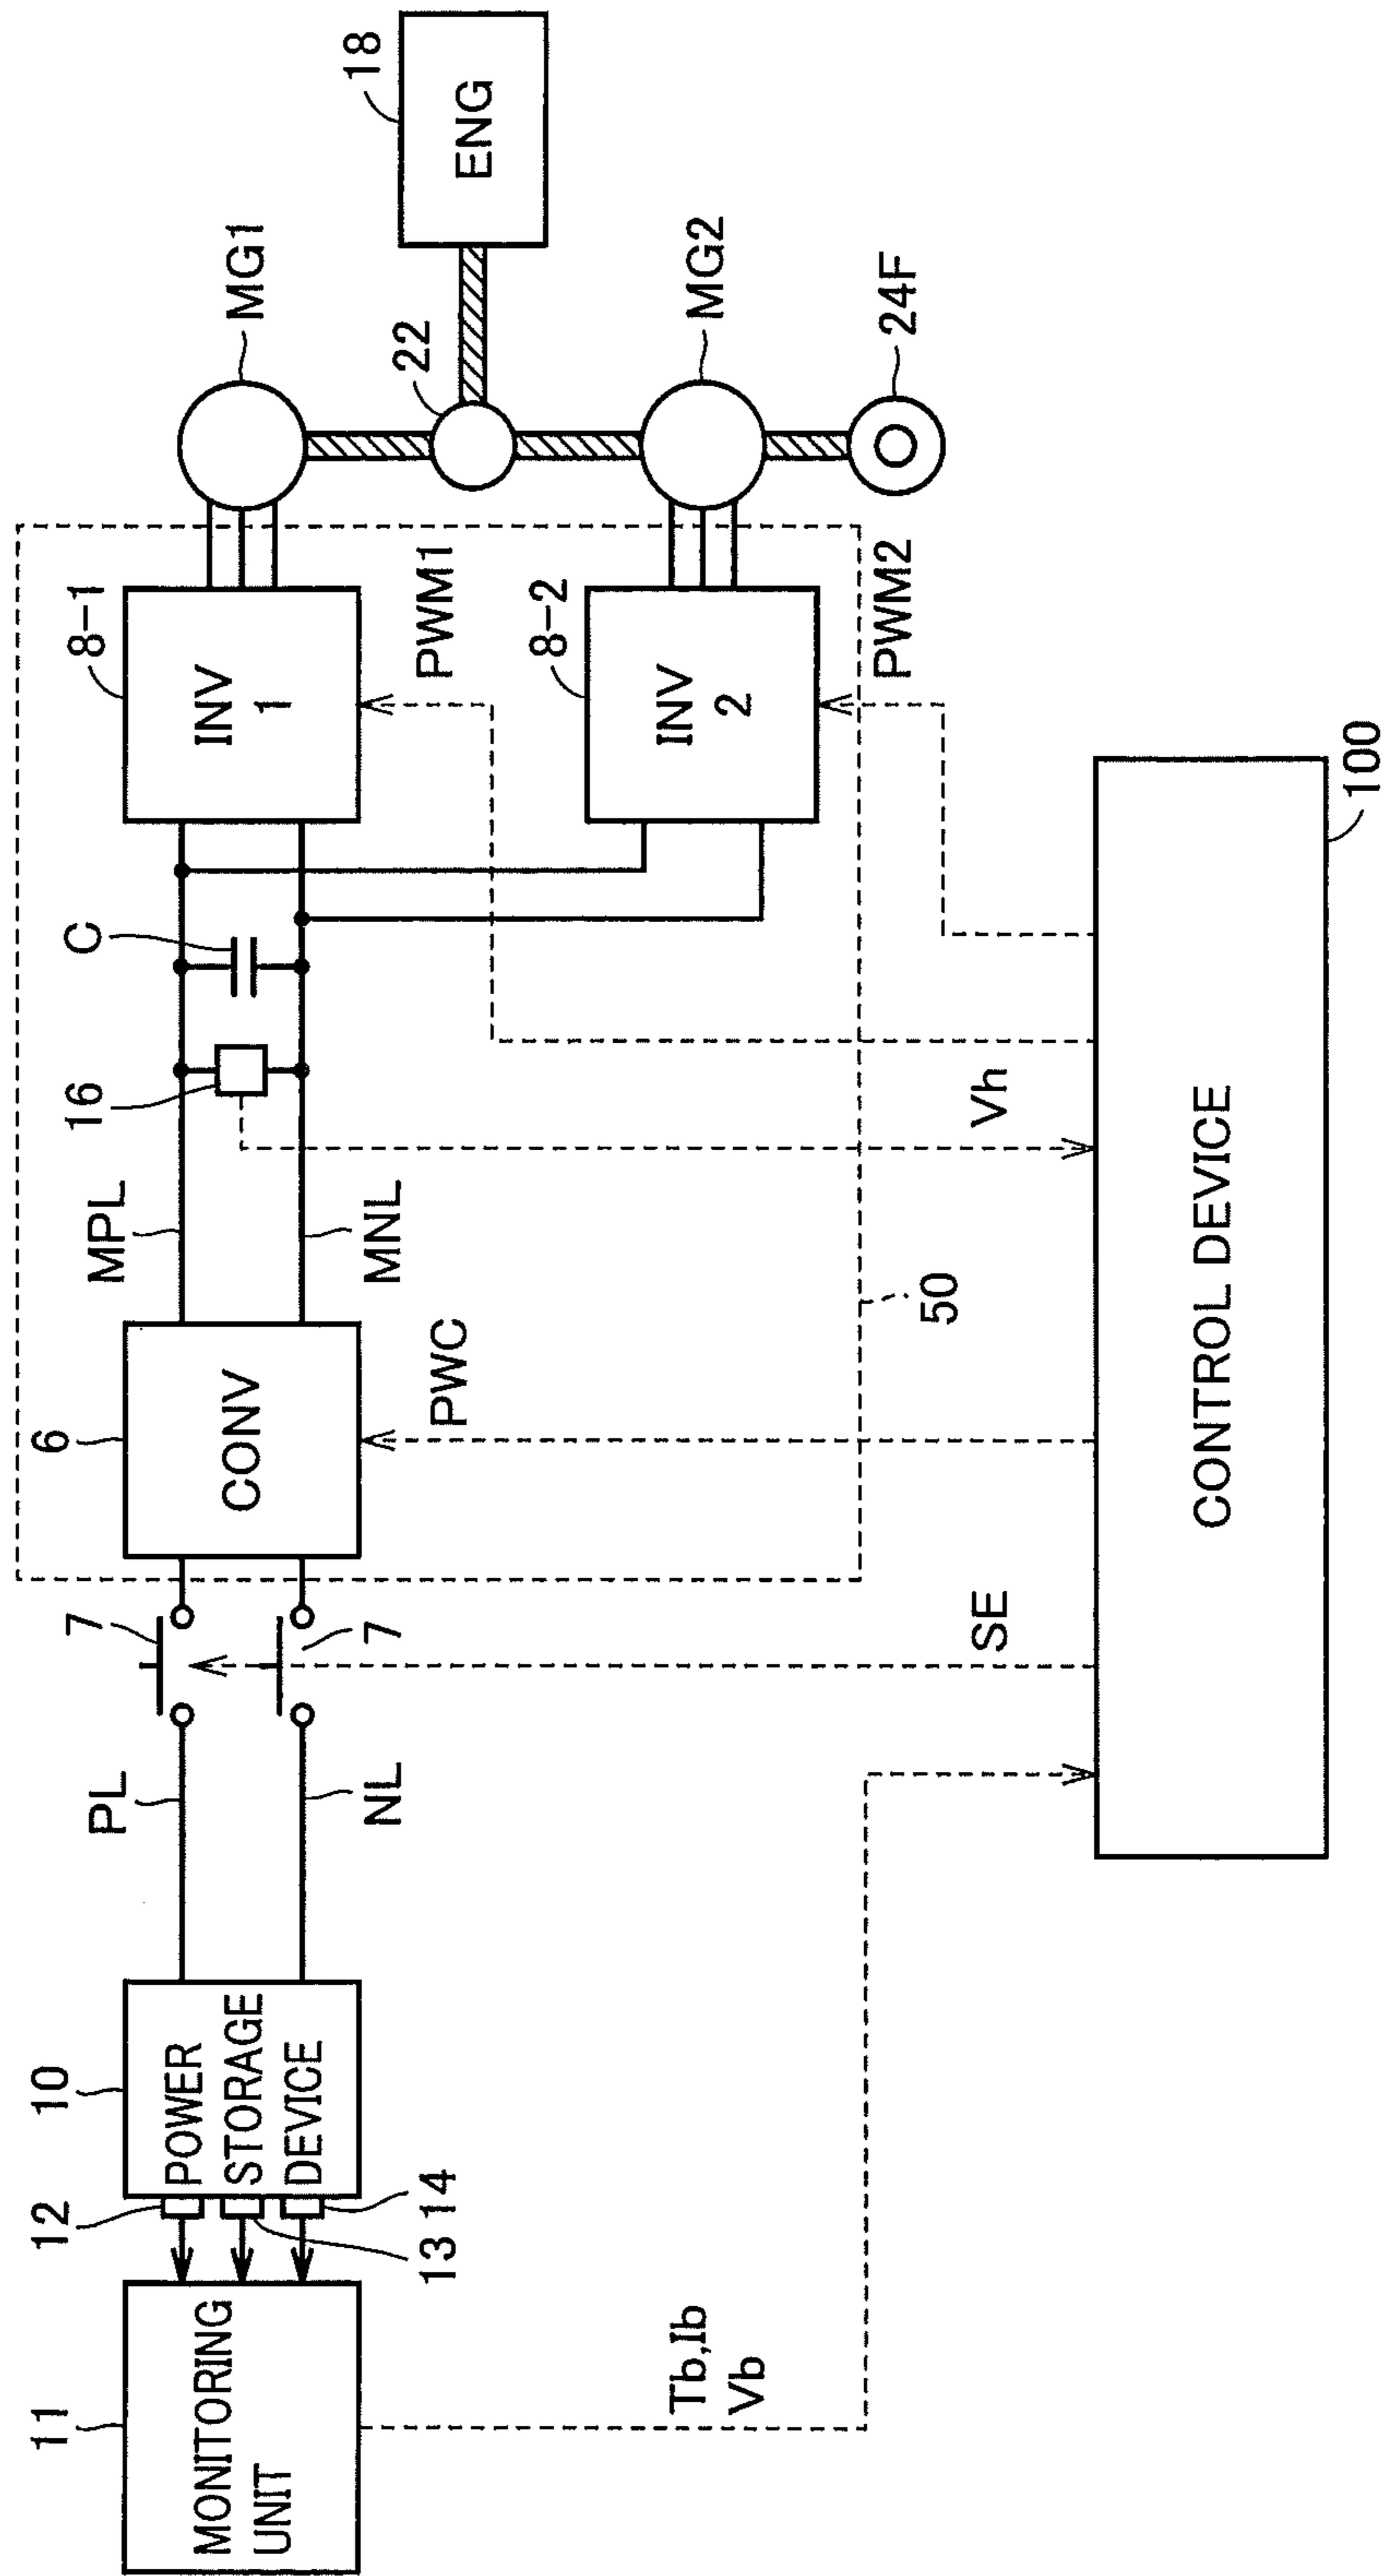 11
MONITORING
UNIT
12
13
14
10
POWER
STORAGE
DEVICE
PL
NL
7
7
SE
6
CONV
PWC
MPL
MNL
16
C
Vh
50
8-1
INV
1
PWM1
8-2
INV
2
PWM2
MG1
22
MG2
24F
18
ENG
Tb,Ib
Vb
CONTROL DEVICE
100